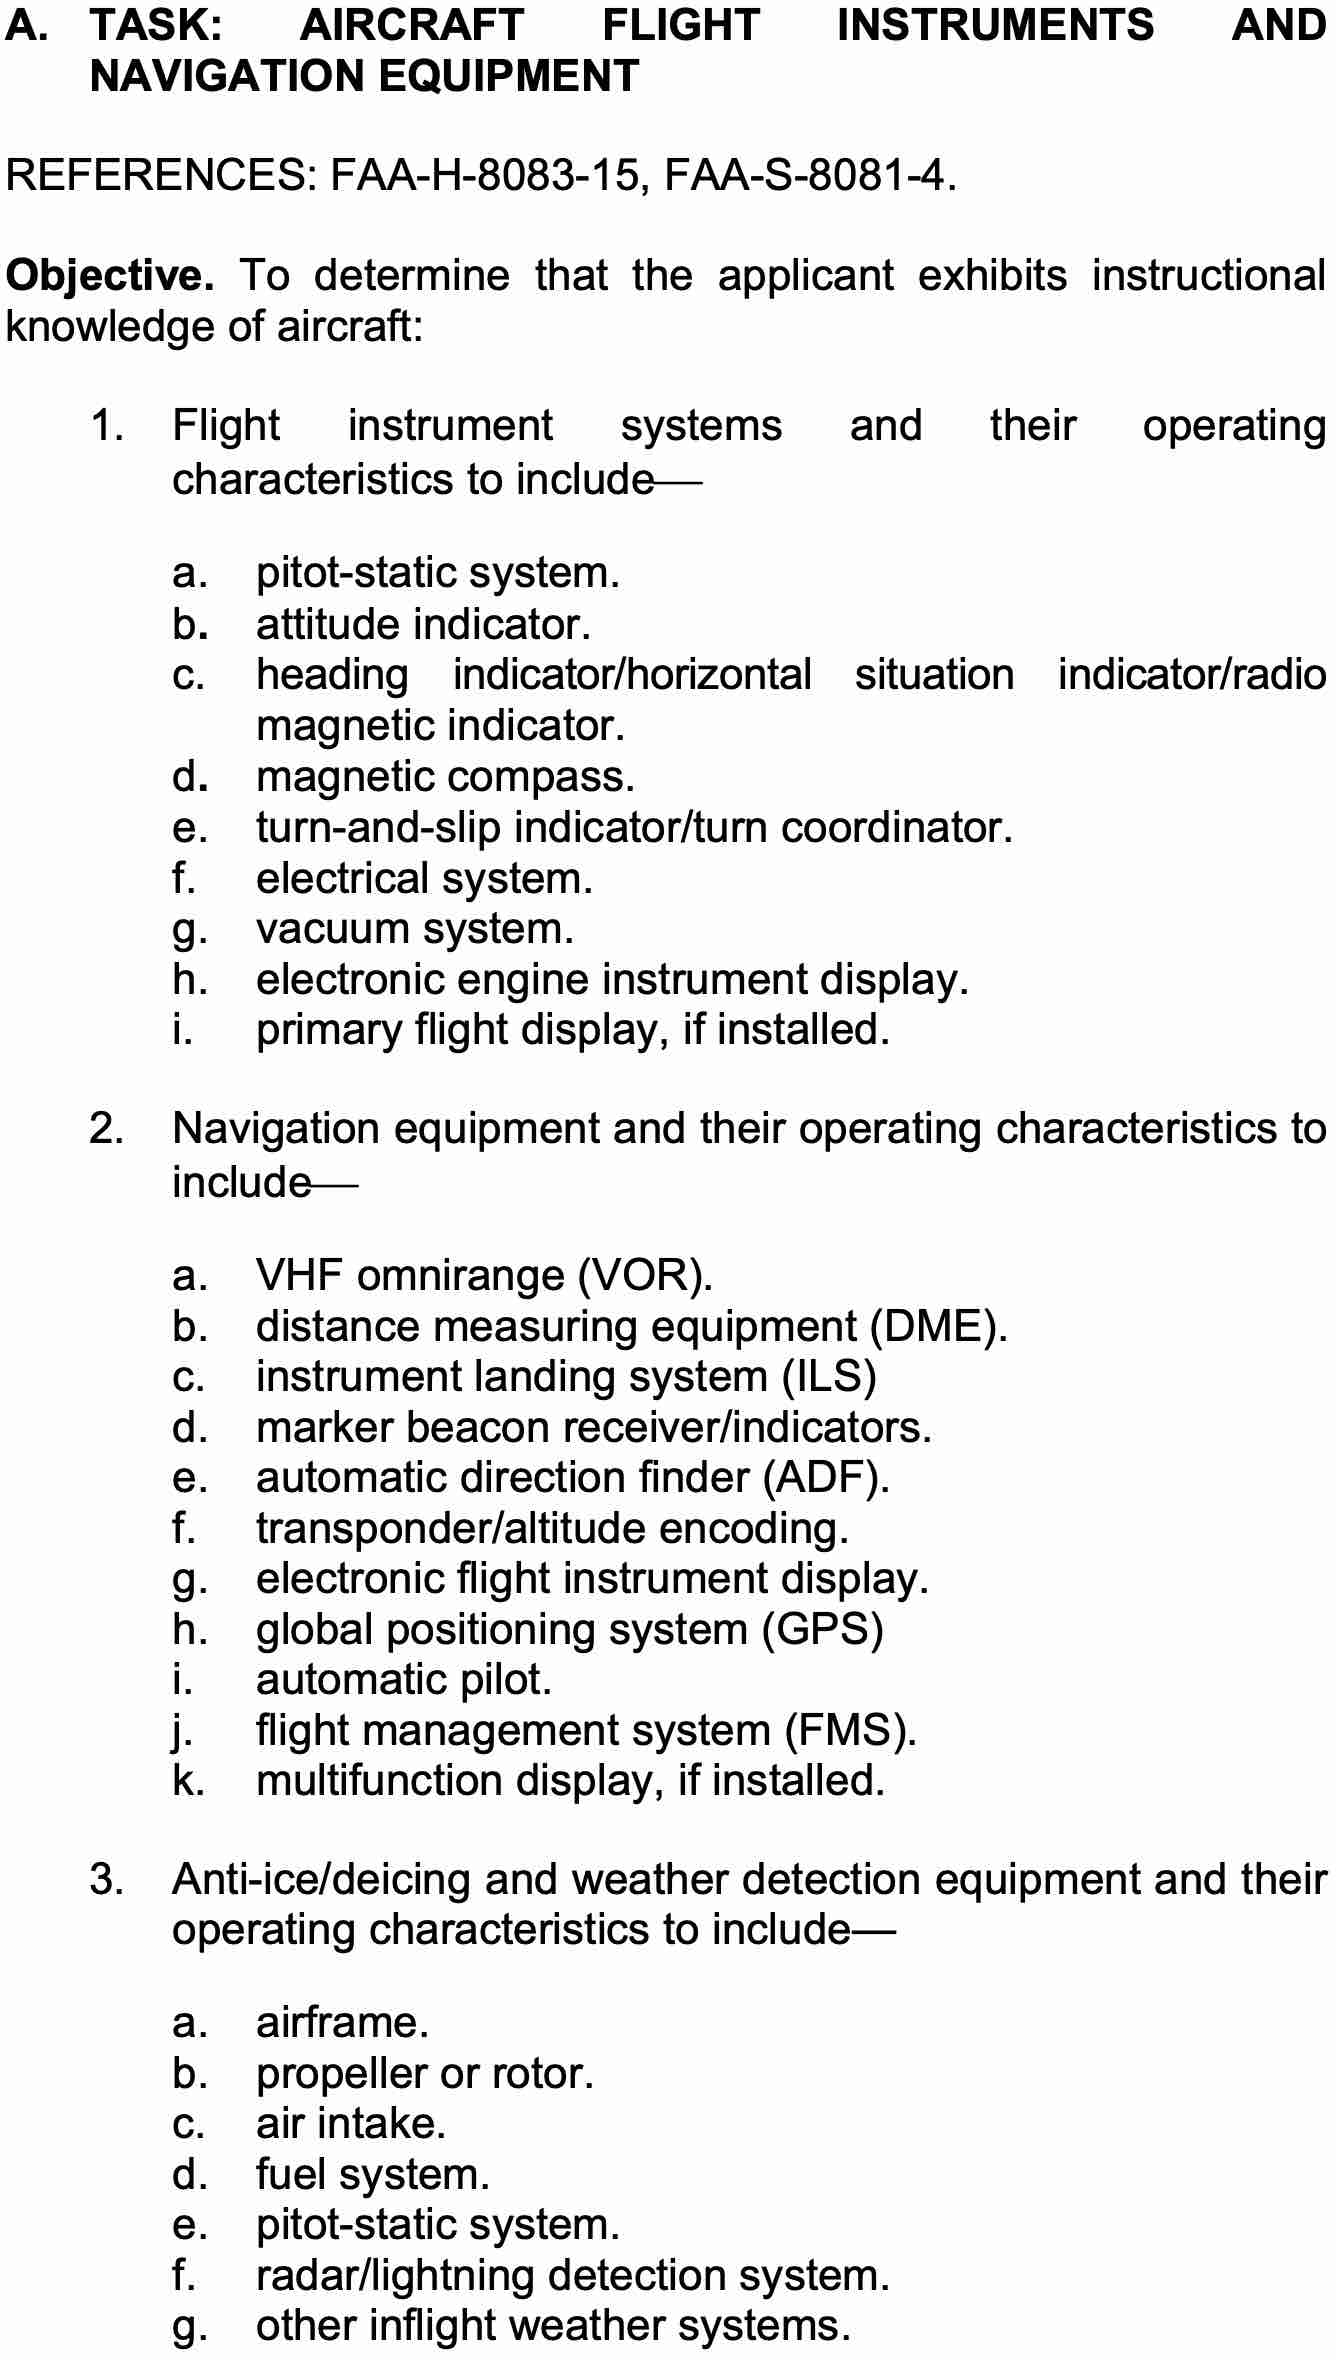 A. TASK: AIRCRAFT FLIGHT INSTRUMENTS AND
NAVIGATION EQUIPMENT
REFERENCES: FAA-H-8083-15, FAA-S-8081-4.
Objective. To determine that the applicant exhibits instructional
knowledge of aircraft:
1. Flight instrument systems and their operating
characteristics to include—
a. pitot-static system.
b. attitude indicator.
c. heading indicator/horizontal situation indicator/radio
magnetic indicator.
d. magnetic compass.
e. turn-and-slip indicator/turn coordinator.
f. electrical system.
g. vacuum system.
h. electronic engine instrument display.
i. primary flight display, if installed.
2. Navigation equipment and their operating characteristics to
include—
a. VHF omnirange (VOR).
b. distance measuring equipment (DME).
c. instrument landing system (ILS)
d. marker beacon receiver/indicators.
e. automatic direction finder (ADF).
f. transponder/altitude encoding.
g. electronic flight instrument display.
h. global positioning system (GPS)
i. automatic pilot.
j. flight management system (FMS).
k. multifunction display, if installed.
3. Anti-ice/deicing and weather detection equipment and their
operating characteristics to include—
a. airframe.
b. propeller or rotor.
c. air intake.
d. fuel system.
e. pitot-static system.
f. radar/lightning detection system.
g. other inflight weather systems.